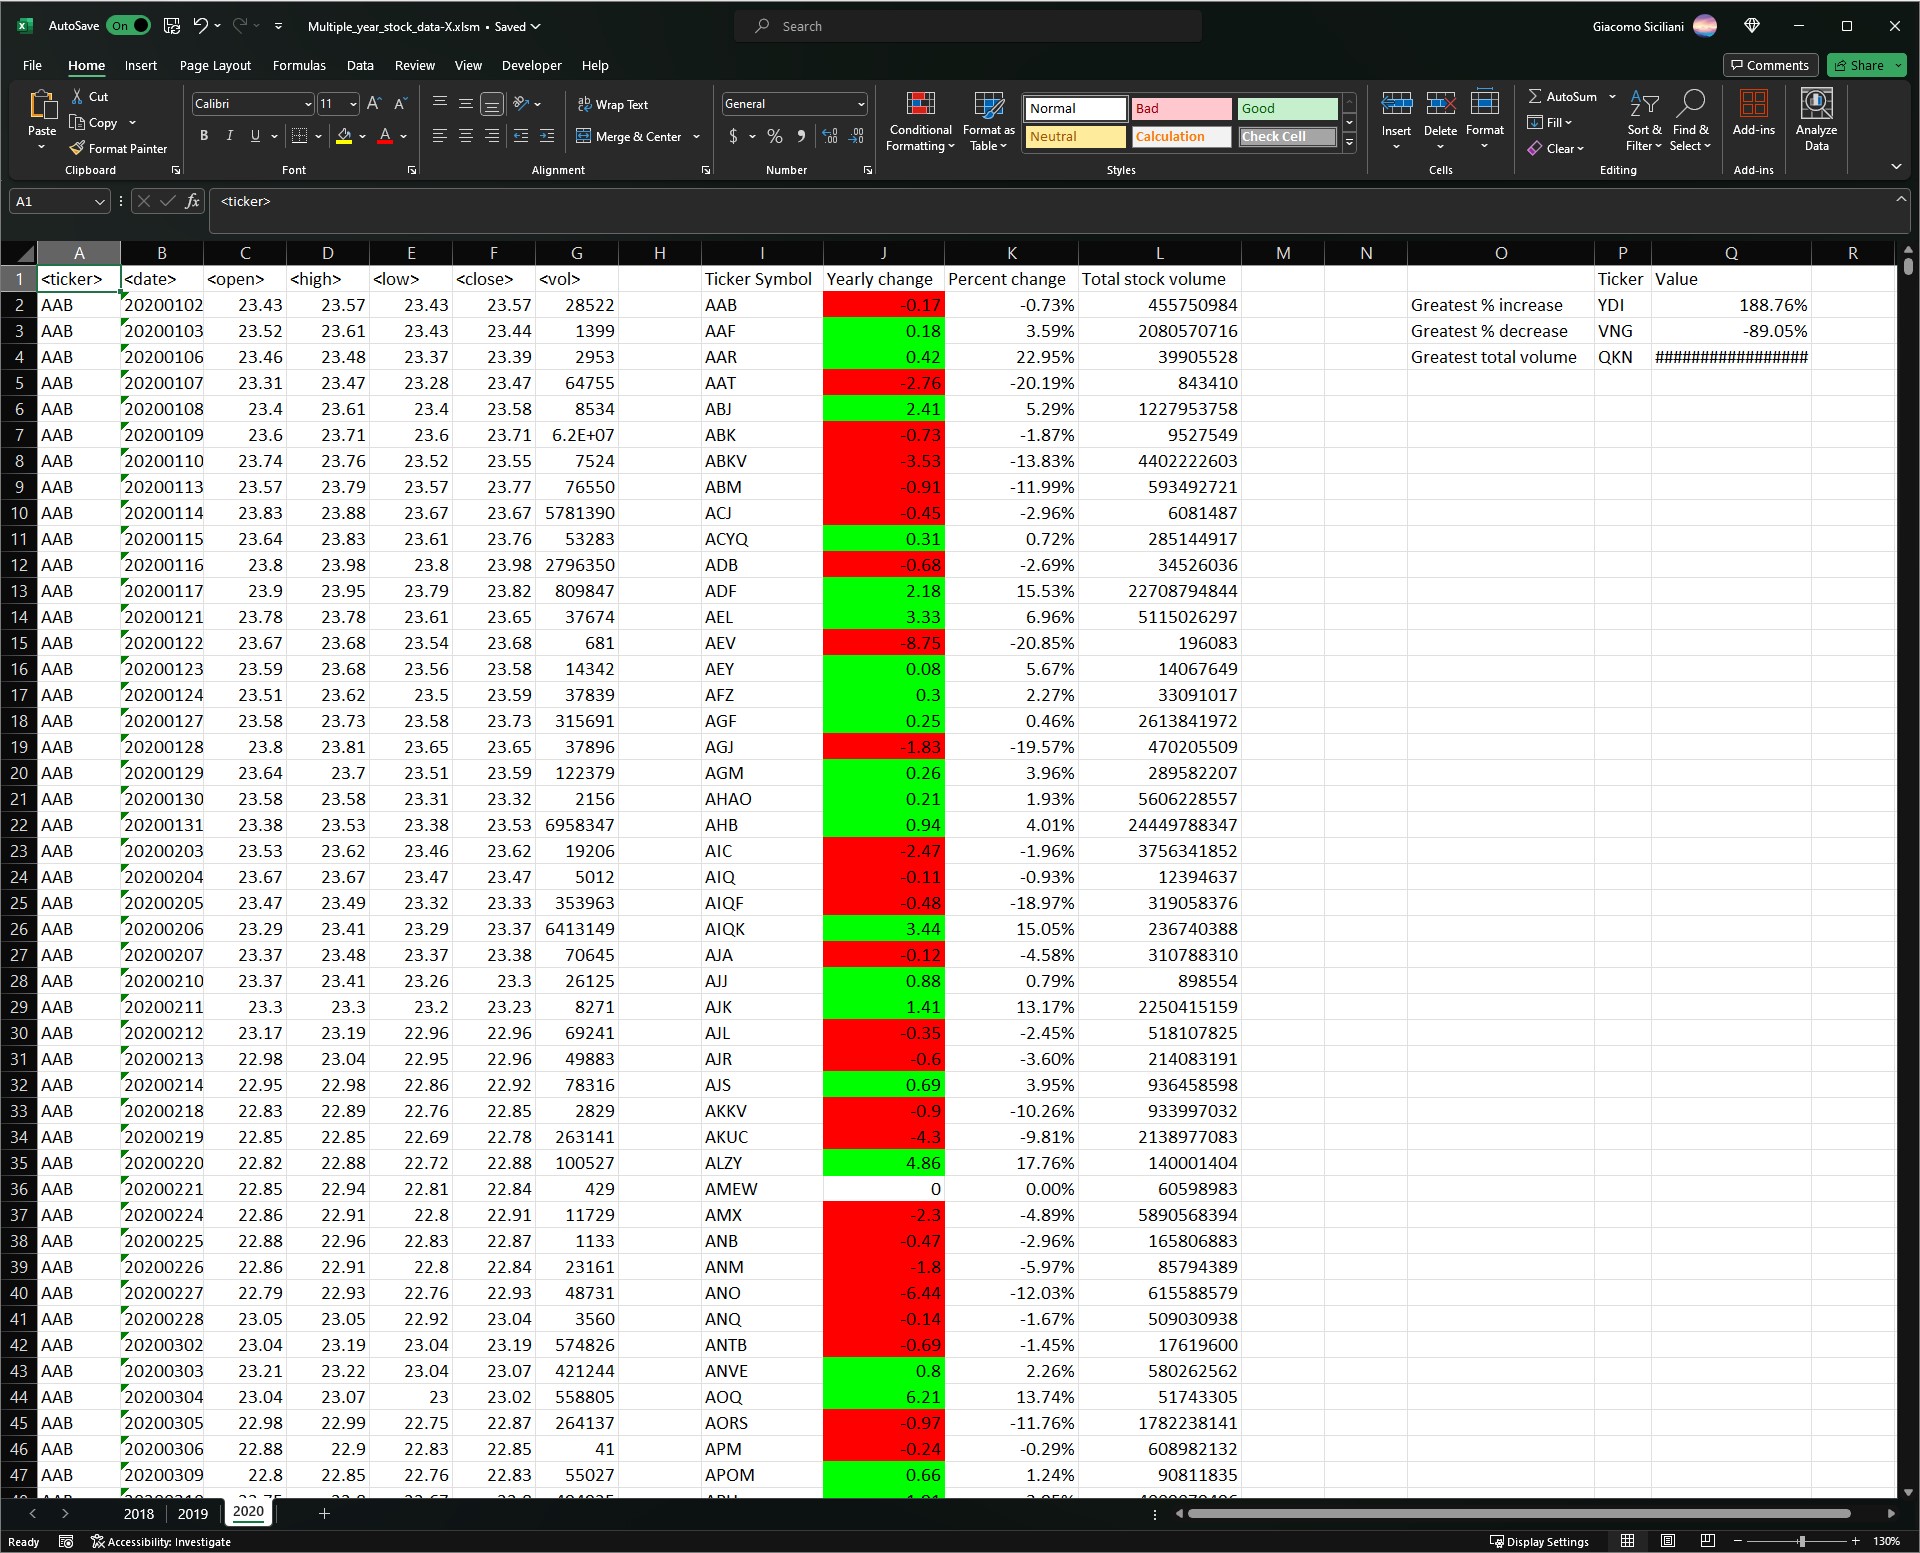 AutoSave On Multiple_year_stock_data-X.xlsm • Saved Search Giacomo Siciliani
File Home Insert Page Layout Formulas Data Review View Developer Help Comments Share
Paste Cut Copy Format Painter Clipboard
Calibri 11 B I U A Font
Wrap Text Merge & Center Alignment
General $ % Number
Conditional Formatting Format as Table Normal Bad Good Neutral Calculation Check Cell Styles
Insert Delete Format Cells
AutoSum Fill Clear Sort & Filter Find & Select Editing
Add-ins Add-ins Analyze Data
A1 fx <ticker>
A B C D E F G H I J K L M N O P Q R
1 <ticker> <date> <open> <high> <low> <close> <vol> Ticker Symbol Yearly change Percent change Total stock volume Ticker Value
2 AAB 20200102 23.43 23.57 23.43 23.57 28522 AAB -0.17 -0.73% 455750984 Greatest % increase YDI 188.76%
3 AAB 20200103 23.52 23.61 23.43 23.44 1399 AAF 0.18 3.59% 2080570716 Greatest % decrease VNG -89.05%
4 AAB 20200106 23.46 23.48 23.37 23.39 2953 AAR 0.42 22.95% 39905528 Greatest total volume QKN #################
5 AAB 20200107 23.31 23.47 23.28 23.47 64755 AAT -2.76 -20.19% 843410
6 AAB 20200108 23.4 23.61 23.4 23.58 8534 ABJ 2.41 5.29% 1227953758
7 AAB 20200109 23.6 23.71 23.6 23.71 6.2E+07 ABK -0.73 -1.87% 9527549
8 AAB 20200110 23.74 23.76 23.52 23.55 7524 ABKV -3.53 -13.83% 4402222603
9 AAB 20200113 23.57 23.79 23.57 23.77 76550 ABM -0.91 -11.99% 593492721
10 AAB 20200114 23.83 23.88 23.67 23.67 5781390 ACJ -0.45 -2.96% 6081487
11 AAB 20200115 23.64 23.83 23.61 23.76 53283 ACYQ 0.31 0.72% 285144917
12 AAB 20200116 23.8 23.98 23.8 23.98 2796350 ADB -0.68 -2.69% 34526036
13 AAB 20200117 23.9 23.95 23.79 23.82 809847 ADF 2.18 15.53% 22708794844
14 AAB 20200121 23.78 23.78 23.61 23.65 37674 AEL 3.33 6.96% 5115026297
15 AAB 20200122 23.67 23.68 23.54 23.68 681 AEV -8.75 -20.85% 196083
16 AAB 20200123 23.59 23.68 23.56 23.58 14342 AEY 0.08 5.67% 14067649
17 AAB 20200124 23.51 23.62 23.5 23.59 37839 AFZ 0.3 2.27% 33091017
18 AAB 20200127 23.58 23.73 23.58 23.73 315691 AGF 0.25 0.46% 2613841972
19 AAB 20200128 23.8 23.81 23.65 23.65 37896 AGJ -1.83 -19.57% 470205509
20 AAB 20200129 23.64 23.7 23.51 23.59 122379 AGM 0.26 3.96% 289582207
21 AAB 20200130 23.58 23.58 23.31 23.32 2156 AHAO 0.21 1.93% 5606228557
22 AAB 20200131 23.38 23.53 23.38 23.53 6958347 AHB 0.94 4.01% 24449788347
23 AAB 20200203 23.53 23.62 23.46 23.62 19206 AIC -2.47 -1.96% 3756341852
24 AAB 20200204 23.67 23.67 23.47 23.47 5012 AIQ -0.11 -0.93% 12394637
25 AAB 20200205 23.47 23.49 23.32 23.33 353963 AIQF -0.48 -18.97% 319058376
26 AAB 20200206 23.29 23.41 23.29 23.37 6413149 AIQK 3.44 15.05% 236740388
27 AAB 20200207 23.37 23.48 23.37 23.38 70645 AJA -0.12 -4.58% 310788310
28 AAB 20200210 23.37 23.41 23.26 23.3 26125 AJJ 0.88 0.79% 898554
29 AAB 20200211 23.3 23.3 23.2 23.23 8271 AJK 1.41 13.17% 2250415159
30 AAB 20200212 23.17 23.19 22.96 22.96 69241 AJL -0.35 -2.45% 518107825
31 AAB 20200213 22.98 23.04 22.95 22.96 49883 AJR -0.6 -3.60% 214083191
32 AAB 20200214 22.95 22.98 22.86 22.92 78316 AJS 0.69 3.95% 936458598
33 AAB 20200218 22.83 22.89 22.76 22.85 2829 AKKV -0.9 -10.26% 933997032
34 AAB 20200219 22.85 22.85 22.69 22.78 263141 AKUC -4.3 -9.81% 2138977083
35 AAB 20200220 22.82 22.88 22.72 22.88 100527 ALZY 4.86 17.76% 140001404
36 AAB 20200221 22.85 22.94 22.81 22.84 429 AMEW 0 0.00% 60598983
37 AAB 20200224 22.86 22.91 22.8 22.91 11729 AMX -2.3 -4.89% 5890568394
38 AAB 20200225 22.88 22.96 22.83 22.87 1133 ANB -0.47 -2.96% 165806883
39 AAB 20200226 22.86 22.91 22.8 22.84 23161 ANM -1.8 -5.97% 85794389
40 AAB 20200227 22.79 22.93 22.76 22.93 48731 ANO -6.44 -12.03% 615588579
41 AAB 20200228 23.05 23.05 22.92 23.04 3560 ANQ -0.14 -1.67% 509030938
42 AAB 20200302 23.04 23.19 23.04 23.19 574826 ANTB -0.69 -1.45% 17619600
43 AAB 20200303 23.21 23.22 23.04 23.07 421244 ANVE 0.8 2.26% 580262562
44 AAB 20200304 23.04 23.07 23 23.02 558805 AOQ 6.21 13.74% 51743305
45 AAB 20200305 22.98 22.99 22.75 22.87 264137 AORS -0.97 -11.76% 1782238141
46 AAB 20200306 22.88 22.9 22.83 22.85 41 APM -0.24 -0.29% 608982132
47 AAB 20200309 22.8 22.85 22.76 22.83 55027 APOM 0.66 1.24% 90811835
2018 2019 2020
Ready Accessibility: Investigate Display Settings 130%